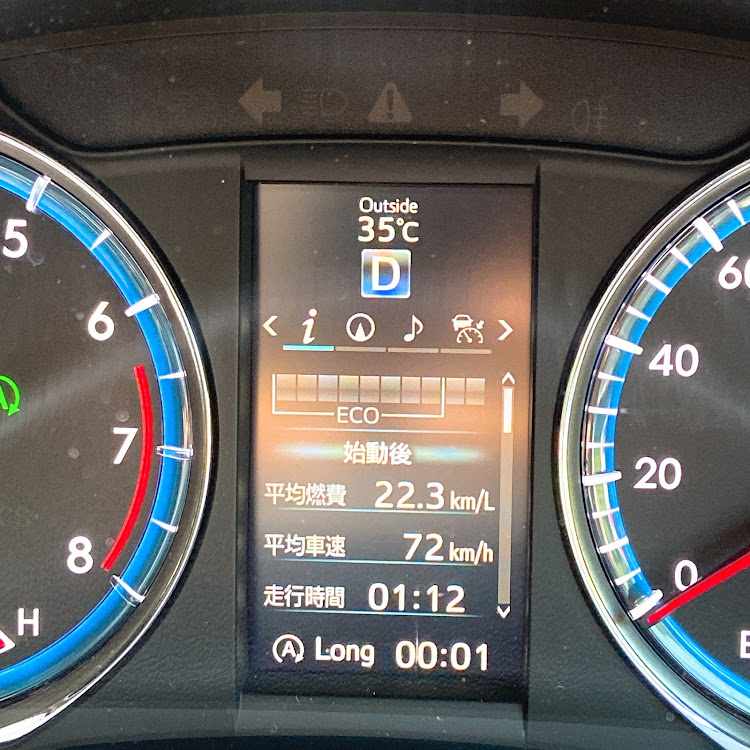 Outside
35℃
D
ECO
始動後
平均燃費 22.3 km/L
平均車速 72 km/h
走行時間 01:12
A Long 00:01
5
6
7
8
H
60
40
20
0
E